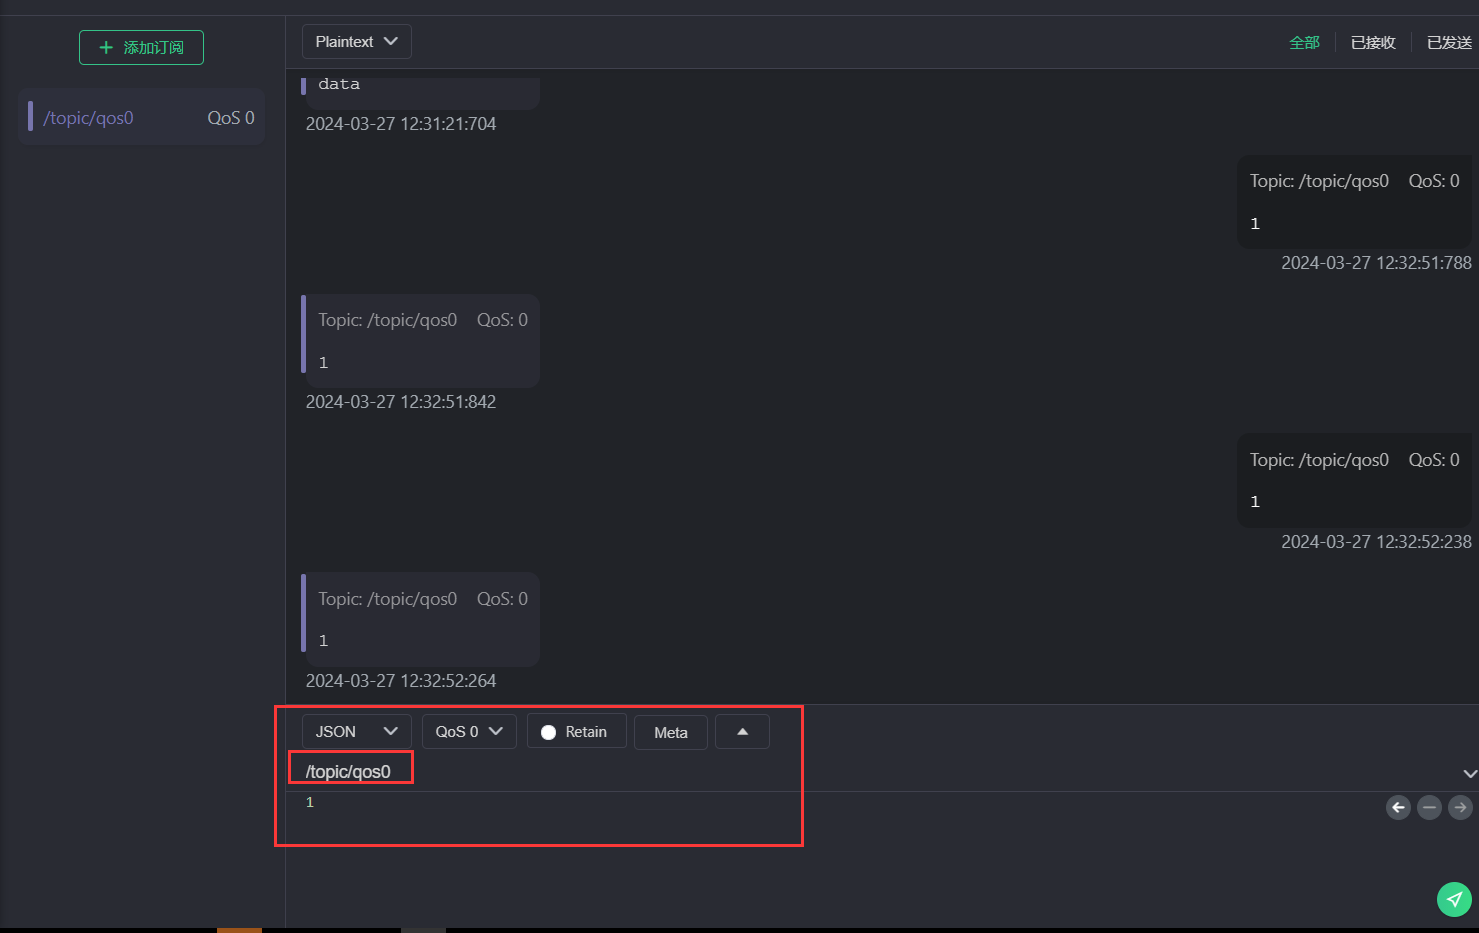 添加订阅
/topic/qos0 QoS 0
Plaintext
全部 已接收 已发送
data
2024-03-27 12:31:21:704
Topic: /topic/qos0 QoS: 0
1
2024-03-27 12:32:51:788
Topic: /topic/qos0 QoS: 0
1
2024-03-27 12:32:51:842
Topic: /topic/qos0 QoS: 0
1
2024-03-27 12:32:52:238
Topic: /topic/qos0 QoS: 0
1
2024-03-27 12:32:52:264
JSON QoS 0 Retain Meta
/topic/qos0
1